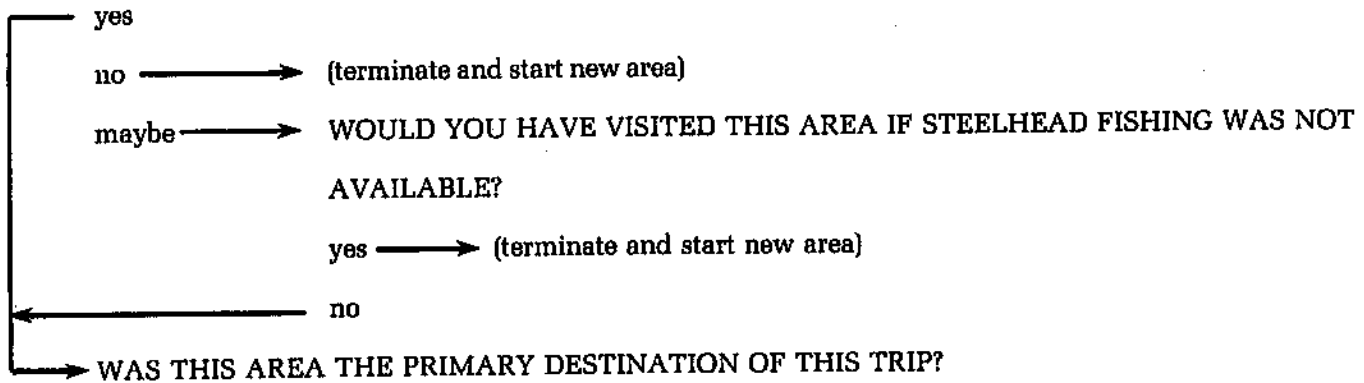 yes
no (terminate and start new area)
maybe WOULD YOU HAVE VISITED THIS AREA IF STEELHEAD FISHING WAS NOT
AVAILABLE?
yes (terminate and start new area)
no
WAS THIS AREA THE PRIMARY DESTINATION OF THIS TRIP?